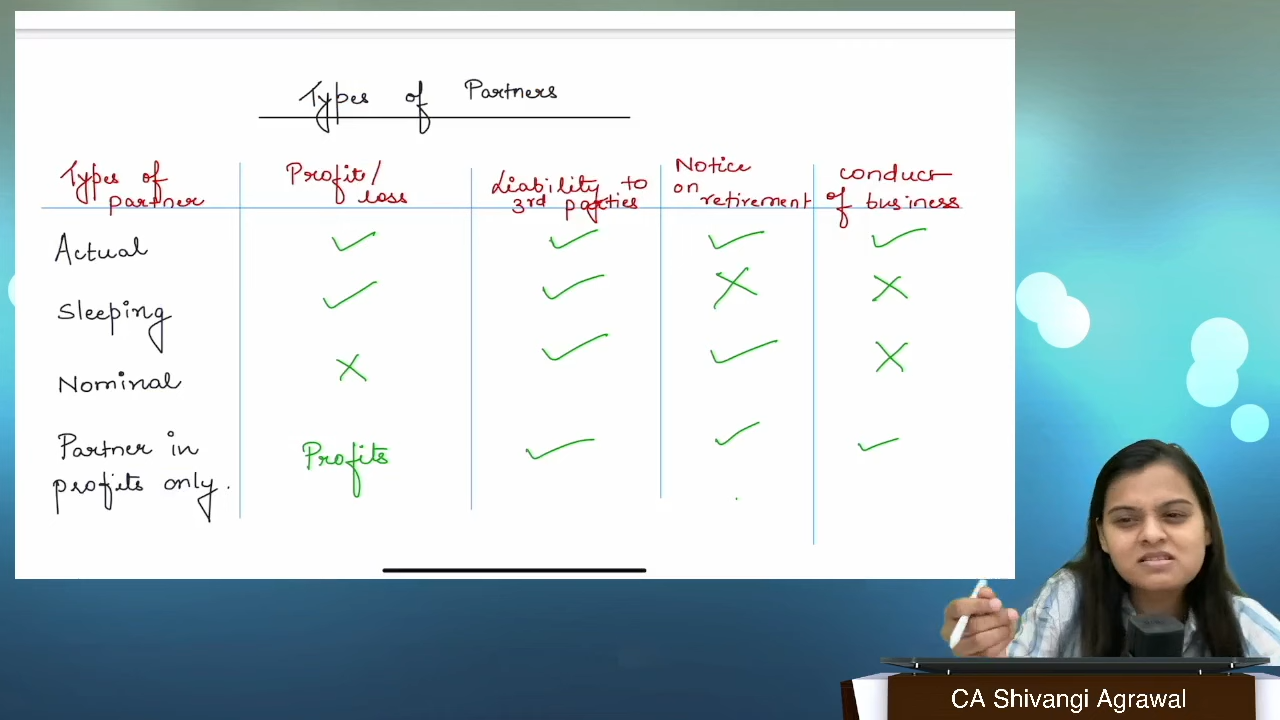 Types of Partners
Types of partner
Profit/ loss
Liability to 3rd parties
Notice on retirement
conduct of business
Actual ✓ ✓ ✓ ✓
Sleeping ✓ ✓ × ×
Nominal × ✓ ✓ ×
Partner in profits only. Profits ✓ ✓ ✓
CA Shivangi Agrawal